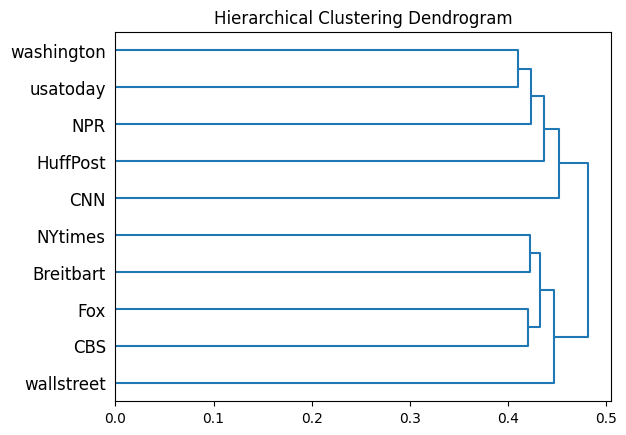 Hierarchical Clustering Dendrogram
washington
usatoday
NPR
HuffPost
CNN
NYtimes
Breitbart
Fox
CBS
wallstreet
0.0 0.1 0.2 0.3 0.4 0.5